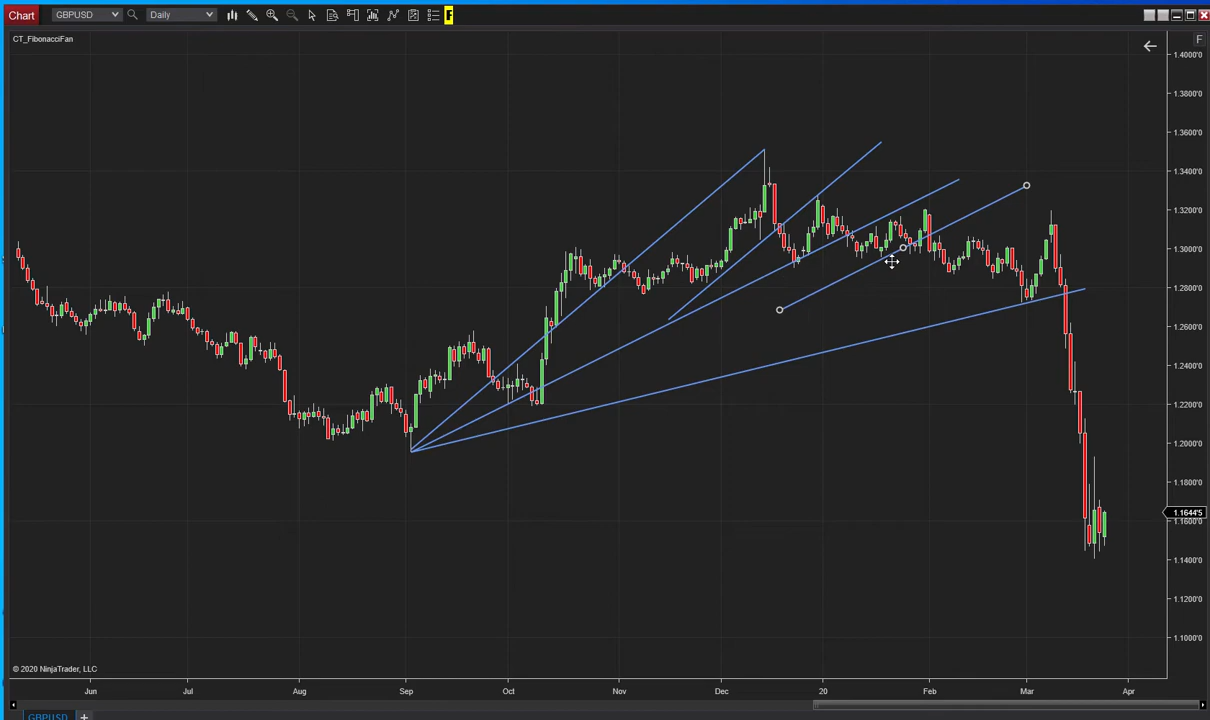 Chart GBPUSD Daily F
CT_FibonacciFan
F
1.4000'0
1.3800'0
1.3600'0
1.3400'0
1.3200'0
1.3000'0
1.2800'0
1.2600'0
1.2400'0
1.2200'0
1.2000'0
1.1800'0
1.1644'5
1.1600'0
1.1400'0
1.1200'0
1.1000'0
© 2020 NinjaTrader, LLC
Jun Jul Aug Sep Oct Nov Dec 20 Feb Mar Apr
GBPUSD +